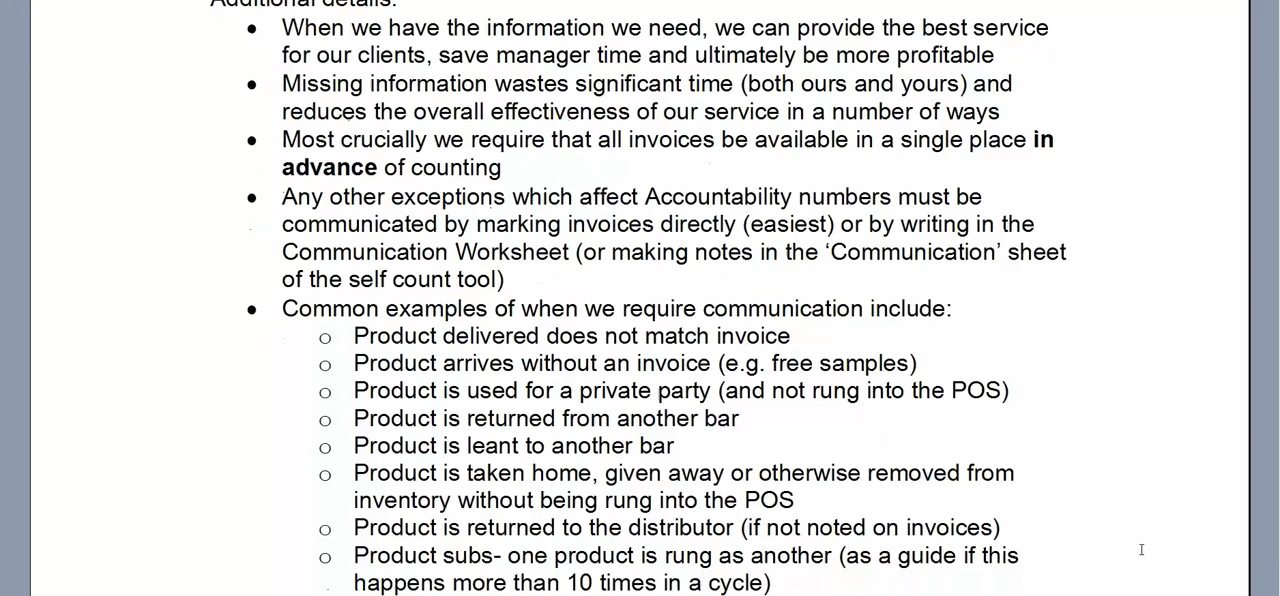 Additional details:
• When we have the information we need, we can provide the best service
for our clients, save manager time and ultimately be more profitable
• Missing information wastes significant time (both ours and yours) and
reduces the overall effectiveness of our service in a number of ways
• Most crucially we require that all invoices be available in a single place in
advance of counting
• Any other exceptions which affect Accountability numbers must be
communicated by marking invoices directly (easiest) or by writing in the
Communication Worksheet (or making notes in the ‘Communication’ sheet
of the self count tool)
• Common examples of when we require communication include:
o Product delivered does not match invoice
o Product arrives without an invoice (e.g. free samples)
o Product is used for a private party (and not rung into the POS)
o Product is returned from another bar
o Product is leant to another bar
o Product is taken home, given away or otherwise removed from
inventory without being rung into the POS
o Product is returned to the distributor (if not noted on invoices)
o Product subs- one product is rung as another (as a guide if this
happens more than 10 times in a cycle)